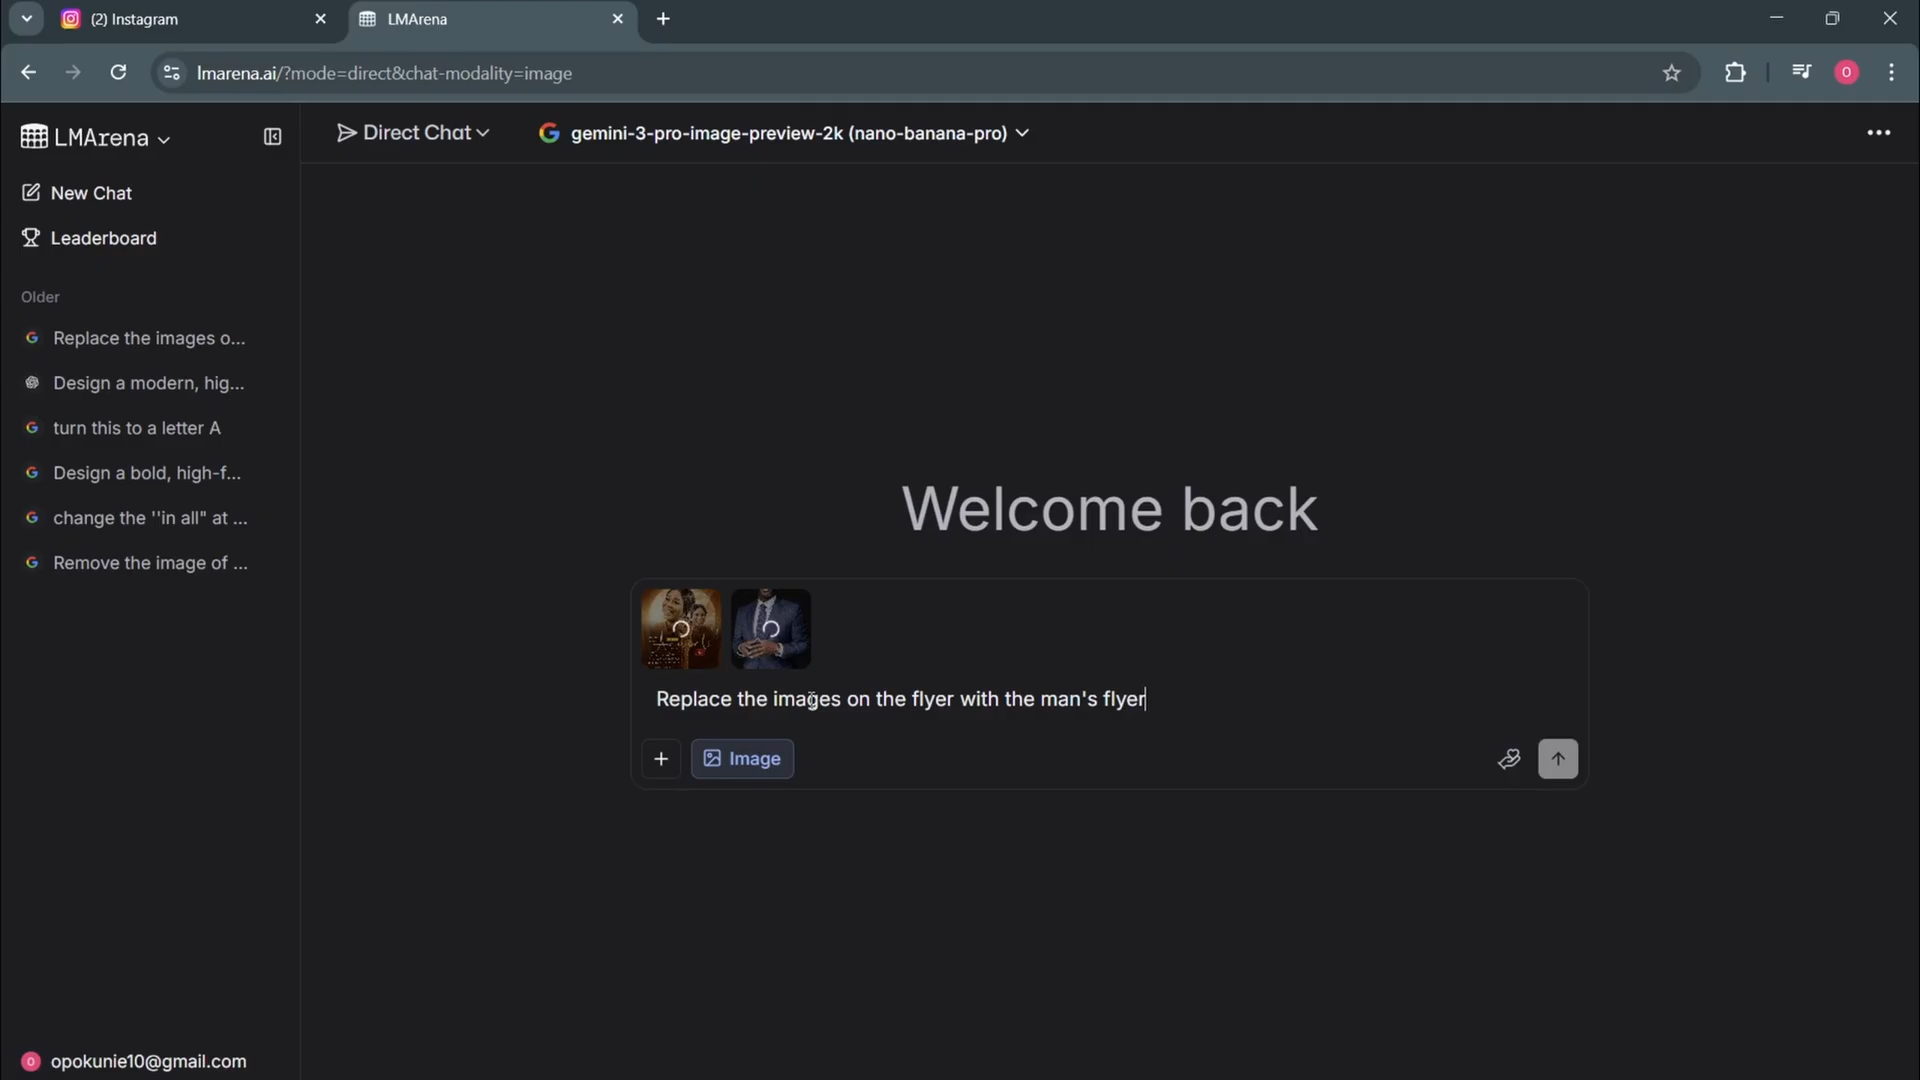 (2) Instagram
LMArena
lmarena.ai/?mode=direct&chat-modality=image
O
LMArena
Direct Chat
gemini-3-pro-image-preview-2k (nano-banana-pro)
New Chat
Leaderboard
Older
Replace the images o...
Design a modern, hig...
turn this to a letter A
Design a bold, high-f...
change the ''in all" at ...
Remove the image of ...
Welcome back
Replace the images on the flyer with the man's flyer
Image
O
opokunie10@gmail.com